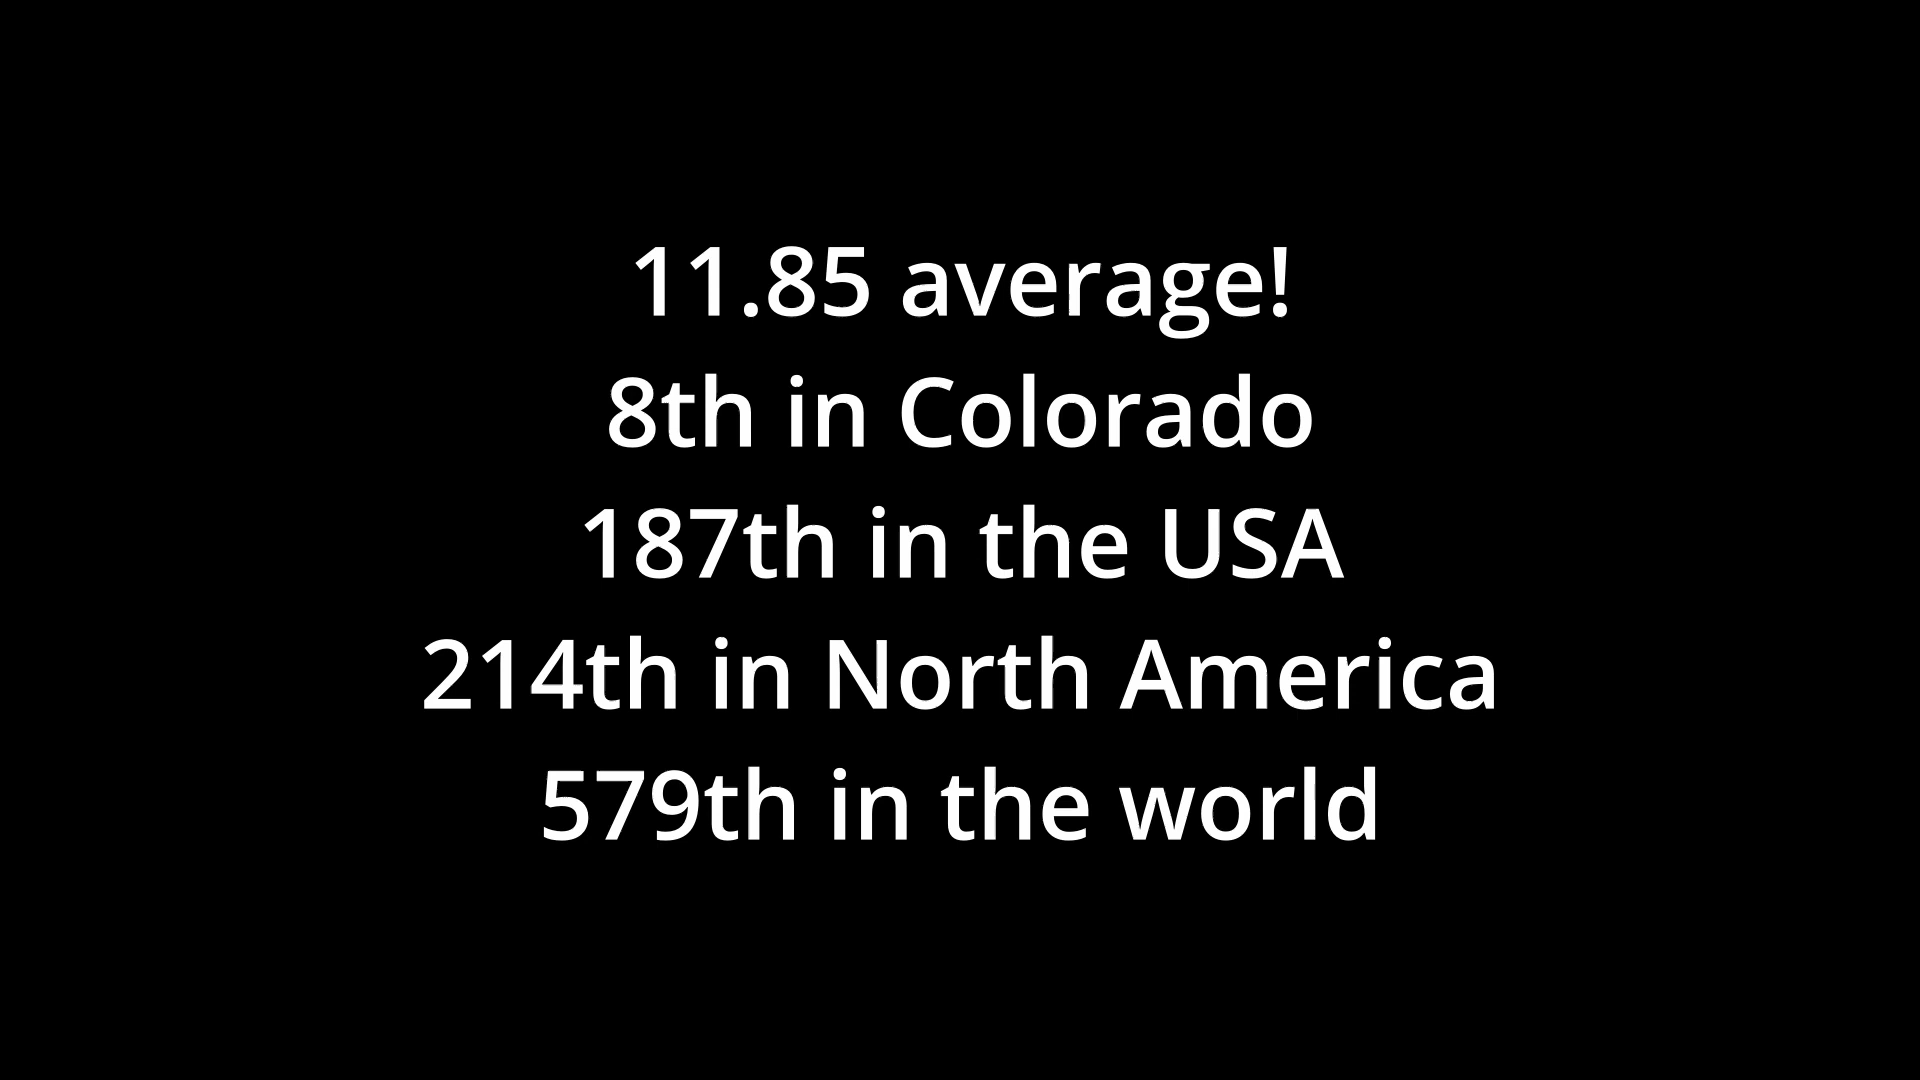 11.85 average!
8th in Colorado
187th in the USA
214th in North America
579th in the world